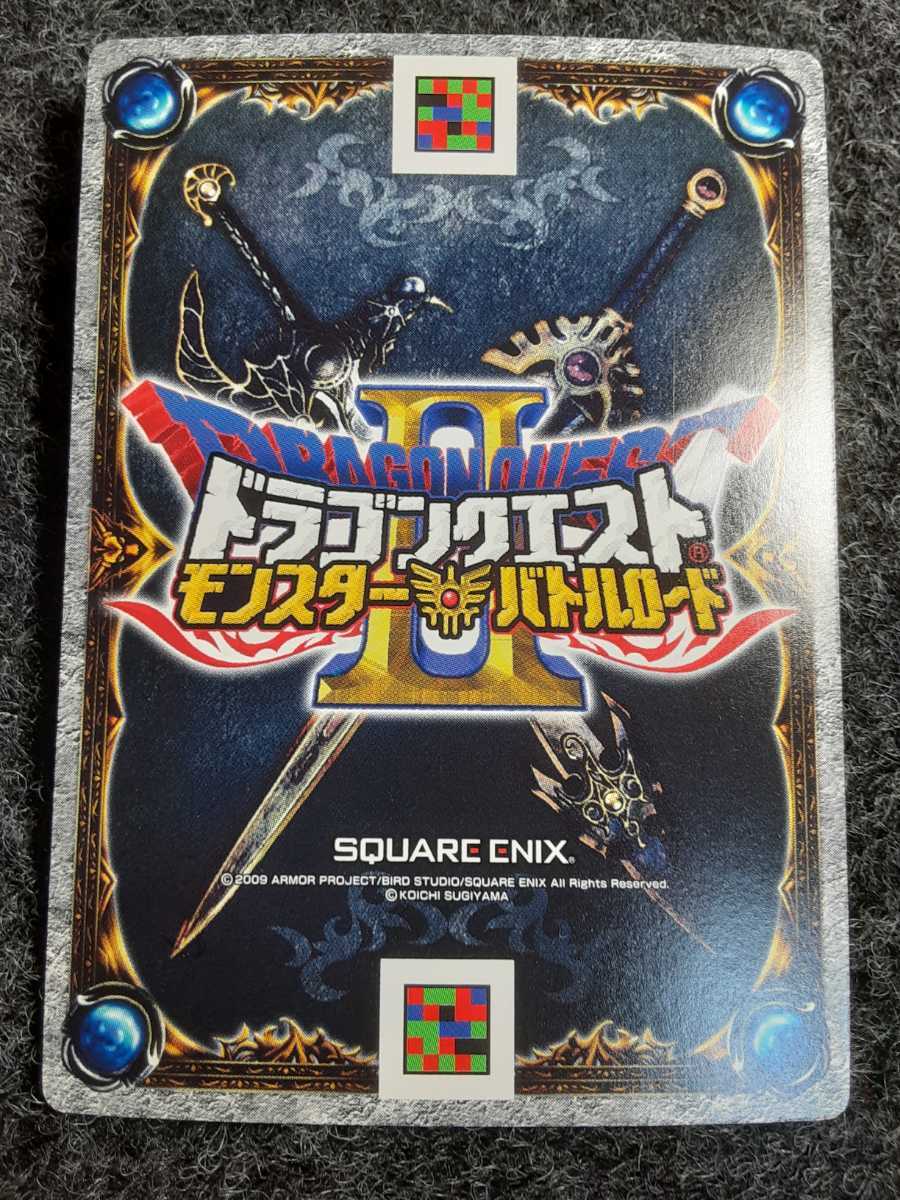 DRAGON QUEST
II
ドラゴンクエスト®
モンスターバトルロード
SQUARE ENIX®
©2009 ARMOR PROJECT/BIRD STUDIO/SQUARE ENIX All Rights Reserved.
©KOICHI SUGIYAMA